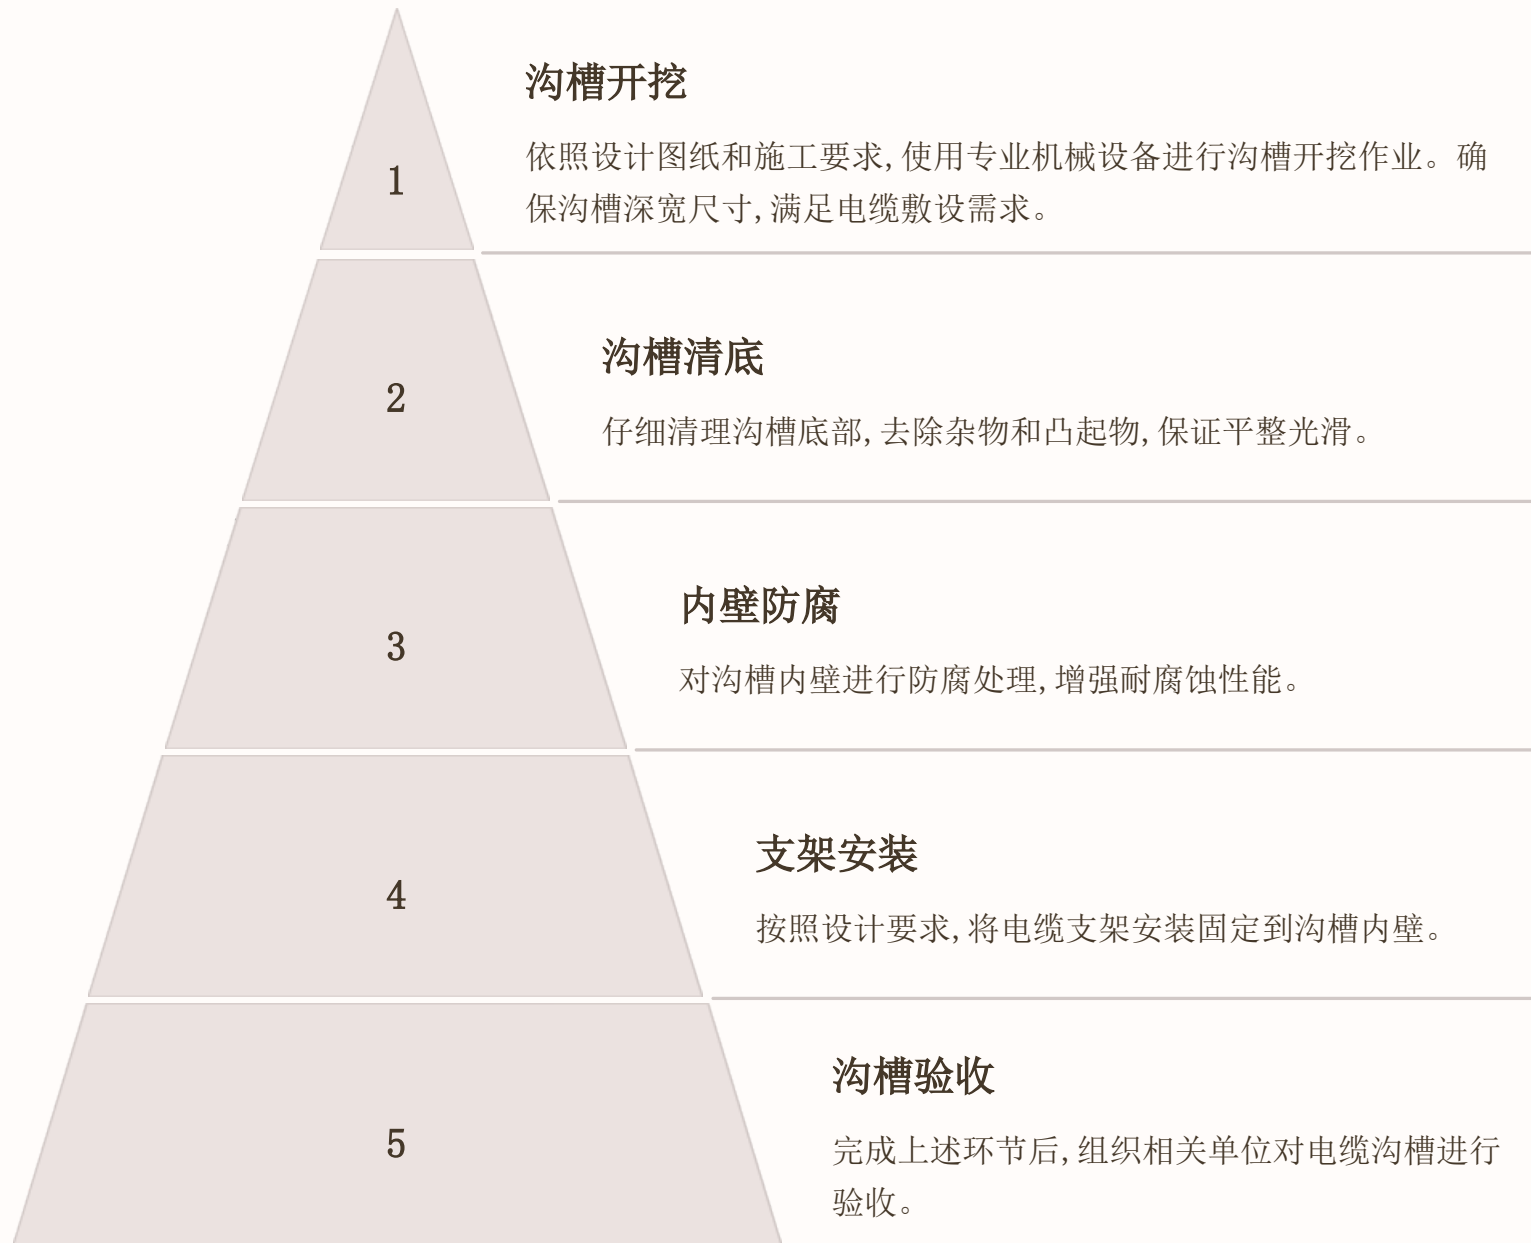 沟槽开挖
1
依照设计图纸和施工要求,使用专业机械设备进行沟槽开挖作业。确
保沟槽深宽尺寸,满足电缆敷设需求。
沟槽清底
2
仔细清理沟槽底部,去除杂物和凸起物,保证平整光滑。
内壁防腐
3
对沟槽内壁进行防腐处理,增强耐腐蚀性能。
支架安装
4
按照设计要求,将电缆支架安装固定到沟槽内壁。
沟槽验收
5
完成上述环节后,组织相关单位对电缆沟槽进行
验收。